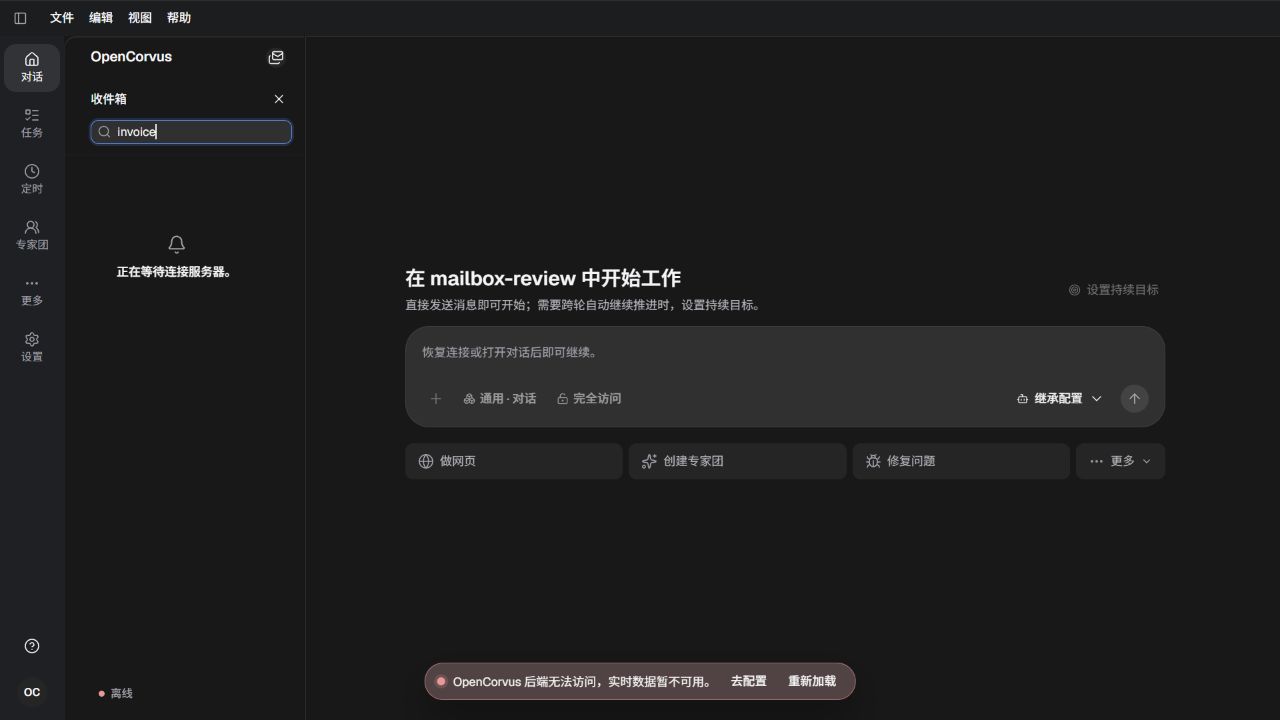 文件 编辑 视图 帮助
对话
任务
定时
专家团
更多
设置
OC
OpenCorvus
收件箱
invoice
正在等待连接服务器。
离线
在 mailbox-review 中开始工作
直接发送消息即可开始；需要跨轮自动继续推进时，设置持续目标。
设置持续目标
恢复连接或打开对话后即可继续。
通用 · 对话 完全访问 继承配置
做网页 创建专家团 修复问题 更多
OpenCorvus 后端无法访问，实时数据暂不可用。 去配置 重新加载